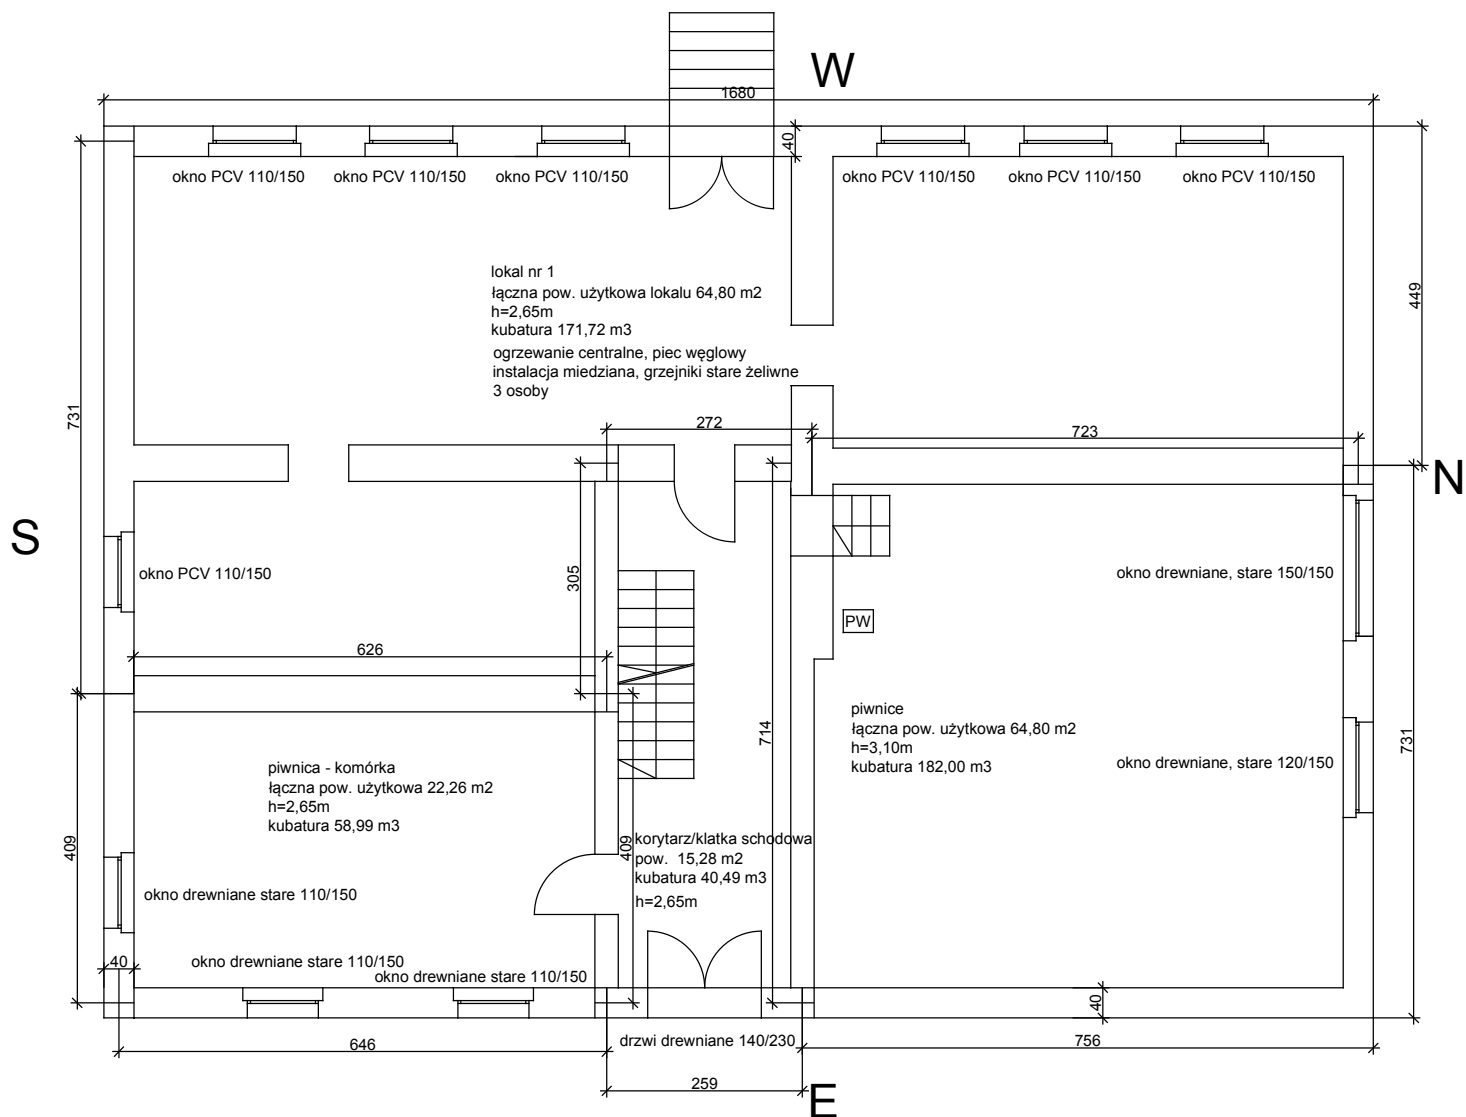 W
1680
40
okno PCV 110/150
okno PCV 110/150
okno PCV 110/150
okno PCV 110/150
okno PCV 110/150
okno PCV 110/150
lokal nr 1
łączna pow. użytkowa lokalu 64,80 m2
h=2,65m
kubatura 171,72 m3
ogrzewanie centralne, piec węglowy
instalacja miedziana, grzejniki stare żeliwne
3 osoby
449
731
272
723
N
S
okno PCV 110/150
305
okno drewniane, stare 150/150
PW
626
piwnice
łączna pow. użytkowa 64,80 m2
h=3,10m
kubatura 182,00 m3
714
731
okno drewniane, stare 120/150
piwnica - komórka
łączna pow. użytkowa 22,26 m2
h=2,65m
kubatura 58,99 m3
409
409
korytarz/klatka schodowa
pow. 15,28 m2
kubatura 40,49 m3
h=2,65m
okno drewniane stare 110/150
40
okno drewniane stare 110/150
okno drewniane stare 110/150
40
646
drzwi drewniane 140/230
756
259
E